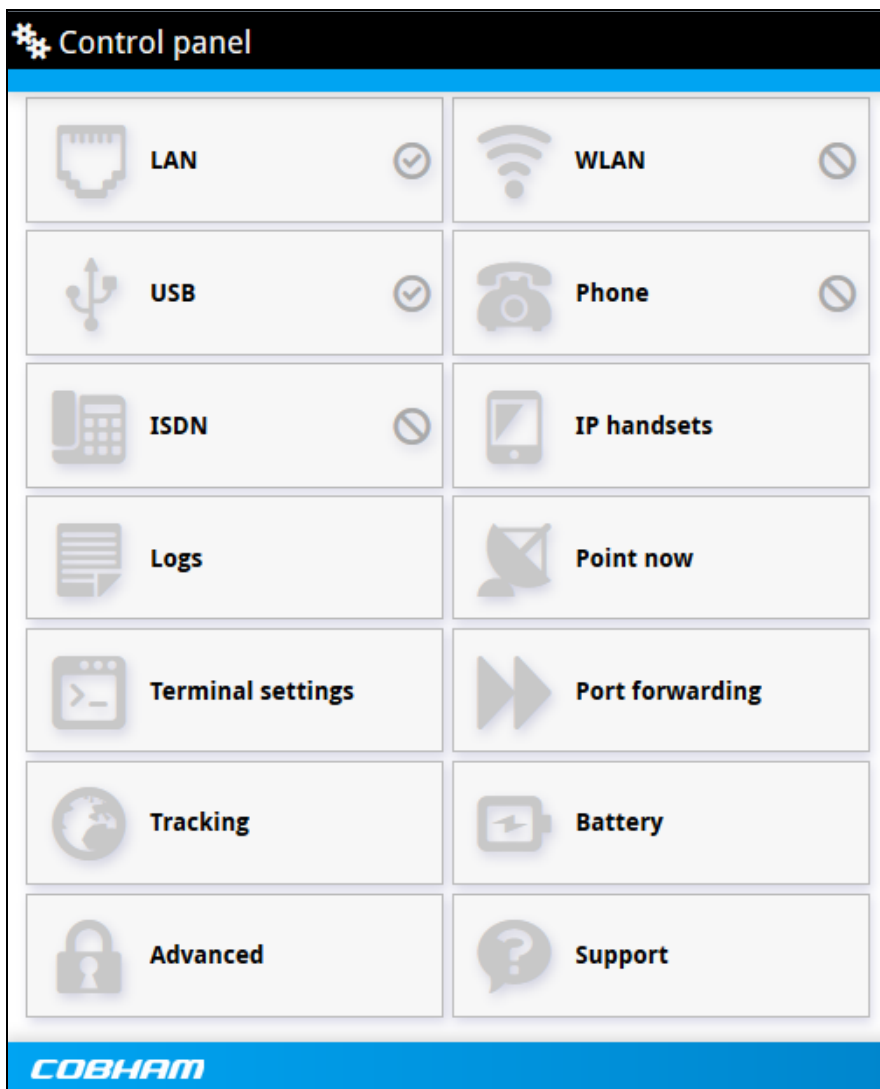 Control panel
LAN
WLAN
USB
Phone
ISDN
IP handsets
Logs
Point now
Terminal settings
Port forwarding
Tracking
Battery
Advanced
Support
COBHAM